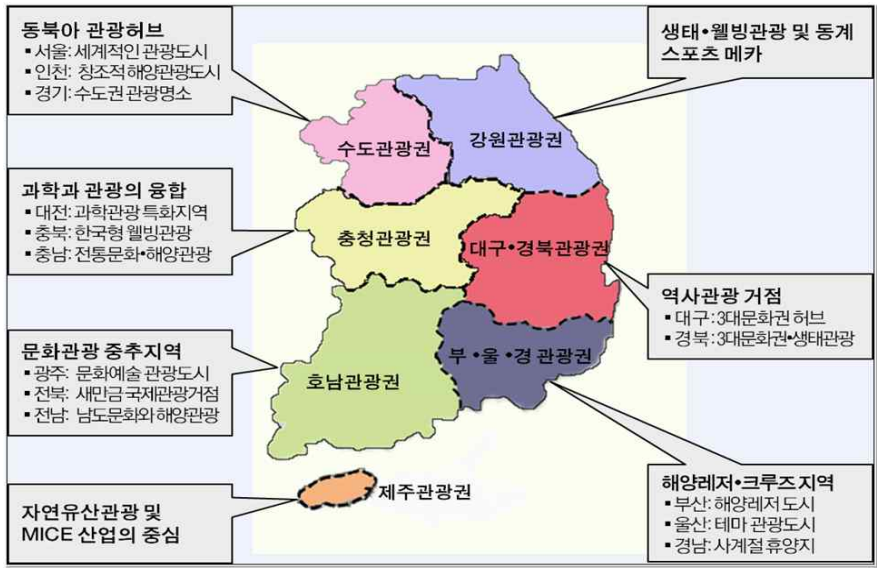 동북아 관광허브
▪ 서울: 세계적인 관광도시
▪ 인천: 창조적 해양관광도시
▪ 경기: 수도권 관광명소
생태•웰빙관광 및 동계
스포츠 메카
수도관광권
강원관광권
과학과 관광의 융합
▪ 대전: 과학관광 특화지역
▪ 충북: 한국형 웰빙관광
▪ 충남: 전통문화•해양관광
충청관광권
대구•경북관광권
역사관광 거점
▪ 대구:3대문화권 허브
▪ 경북:3대문화권•생태관광
문화관광 중추지역
▪ 광주: 문화예술 관광도시
▪ 전북: 새만금 국제관광거점
▪ 전남: 남도문화와 해양관광
호남관광권
부•울•경 관광권
해양레저•크루즈 지역
▪ 부산: 해양레저 도시
▪ 울산: 테마 관광도시
▪ 경남: 사계절 휴양지
제주관광권
자연유산관광 및
MICE 산업의 중심